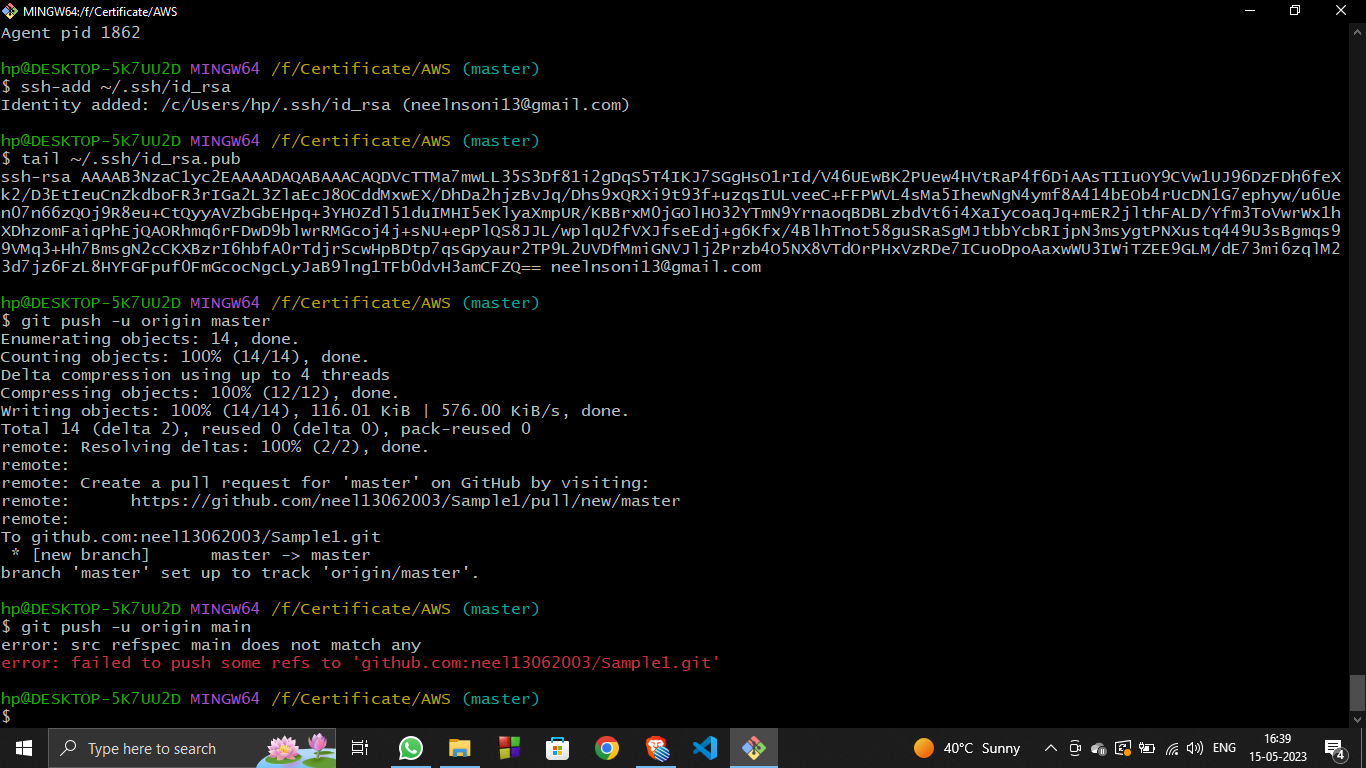 MINGW64:/f/Certificate/AWS
Agent pid 1862
hp@DESKTOP-5K7UU2D MINGW64 /f/Certificate/AWS (master)
$ ssh-add ~/.ssh/id_rsa
Identity added: /c/Users/hp/.ssh/id_rsa (neelnsoni13@gmail.com)
hp@DESKTOP-5K7UU2D MINGW64 /f/Certificate/AWS (master)
$ tail ~/.ssh/id_rsa.pub
ssh-rsa AAAAB3NzaC1yc2EAAAADAQABAAACAQDVcTTMa7mwLL35S3Df81i2gDqS5T4IKJ7SGgHsO1rId/V46UEwBK2PUew4HVtRaP4f6DiAAsTIIuOY9CVw1UJ96DzFDh6feX
k2/D3EtIeuCnZkdboFR3rIGa2L3ZlaEcJ8OCddMxwEX/DhDa2hjzBvJq/Dhs9xQRXi9t93f+uzqsIULveeC+FFPWVL4sMa5IhewNgN4ymf8A414bEOb4rUcDN1G7ephyw/u6Ue
n07n66zQOj9R8eu+CtQyyAVZbGbEHpq+3YHOZdl51duIMHI5eKlyaXmpUR/KBBrxM0jGOlHO32YTmN9YrnaoqBDBLzbdVt6i4XaIycoaqJq+mER2jlthFALD/Yfm3ToVwrWx1h
XDhzomFaiqPhEjQAORhmq6rFDwD9blwrRMGcoj4j+sNU+epPlQS8JJL/wplqU2fVXJfseEdj+g6Kfx/4BlhTnot58guSRaSgMJtbbYcbRIjpN3msygtPNXustq449U3sBgmqs9
9VMq3+Hh7BmsgN2cCKXBzrI6hbfA0rTdjrScwHpBDtp7qsGpyaur2TP9L2UVDfMmiGNVJlj2Przb4O5NX8VTdOrPHxVzRDe7ICuoDpoAaxwWU3IWiTZEE9GLM/dE73mi6zqlM2
3d7jz6FzL8HYFGFpufOFmGcocNgcLyJaB9lng1TFb0dvH3amCFZQ== neelnsoni13@gmail.com
hp@DESKTOP-5K7UU2D MINGW64 /f/Certificate/AWS (master)
$ git push -u origin master
Enumerating objects: 14, done.
Counting objects: 100% (14/14), done.
Delta compression using up to 4 threads
Compressing objects: 100% (12/12), done.
Writing objects: 100% (14/14), 116.01 KiB | 576.00 KiB/s, done.
Total 14 (delta 2), reused 0 (delta 0), pack-reused 0
remote: Resolving deltas: 100% (2/2), done.
remote:
remote: Create a pull request for 'master' on GitHub by visiting:
remote:      https://github.com/neel13062003/Sample1/pull/new/master
remote:
To github.com:neel13062003/Sample1.git
 * [new branch]      master -> master
branch 'master' set up to track 'origin/master'.
hp@DESKTOP-5K7UU2D MINGW64 /f/Certificate/AWS (master)
$ git push -u origin main
error: src refspec main does not match any
error: failed to push some refs to 'github.com:neel13062003/Sample1.git'
hp@DESKTOP-5K7UU2D MINGW64 /f/Certificate/AWS (master)
$
Type here to search
40°C Sunny
ENG
16:39
15-05-2023
4